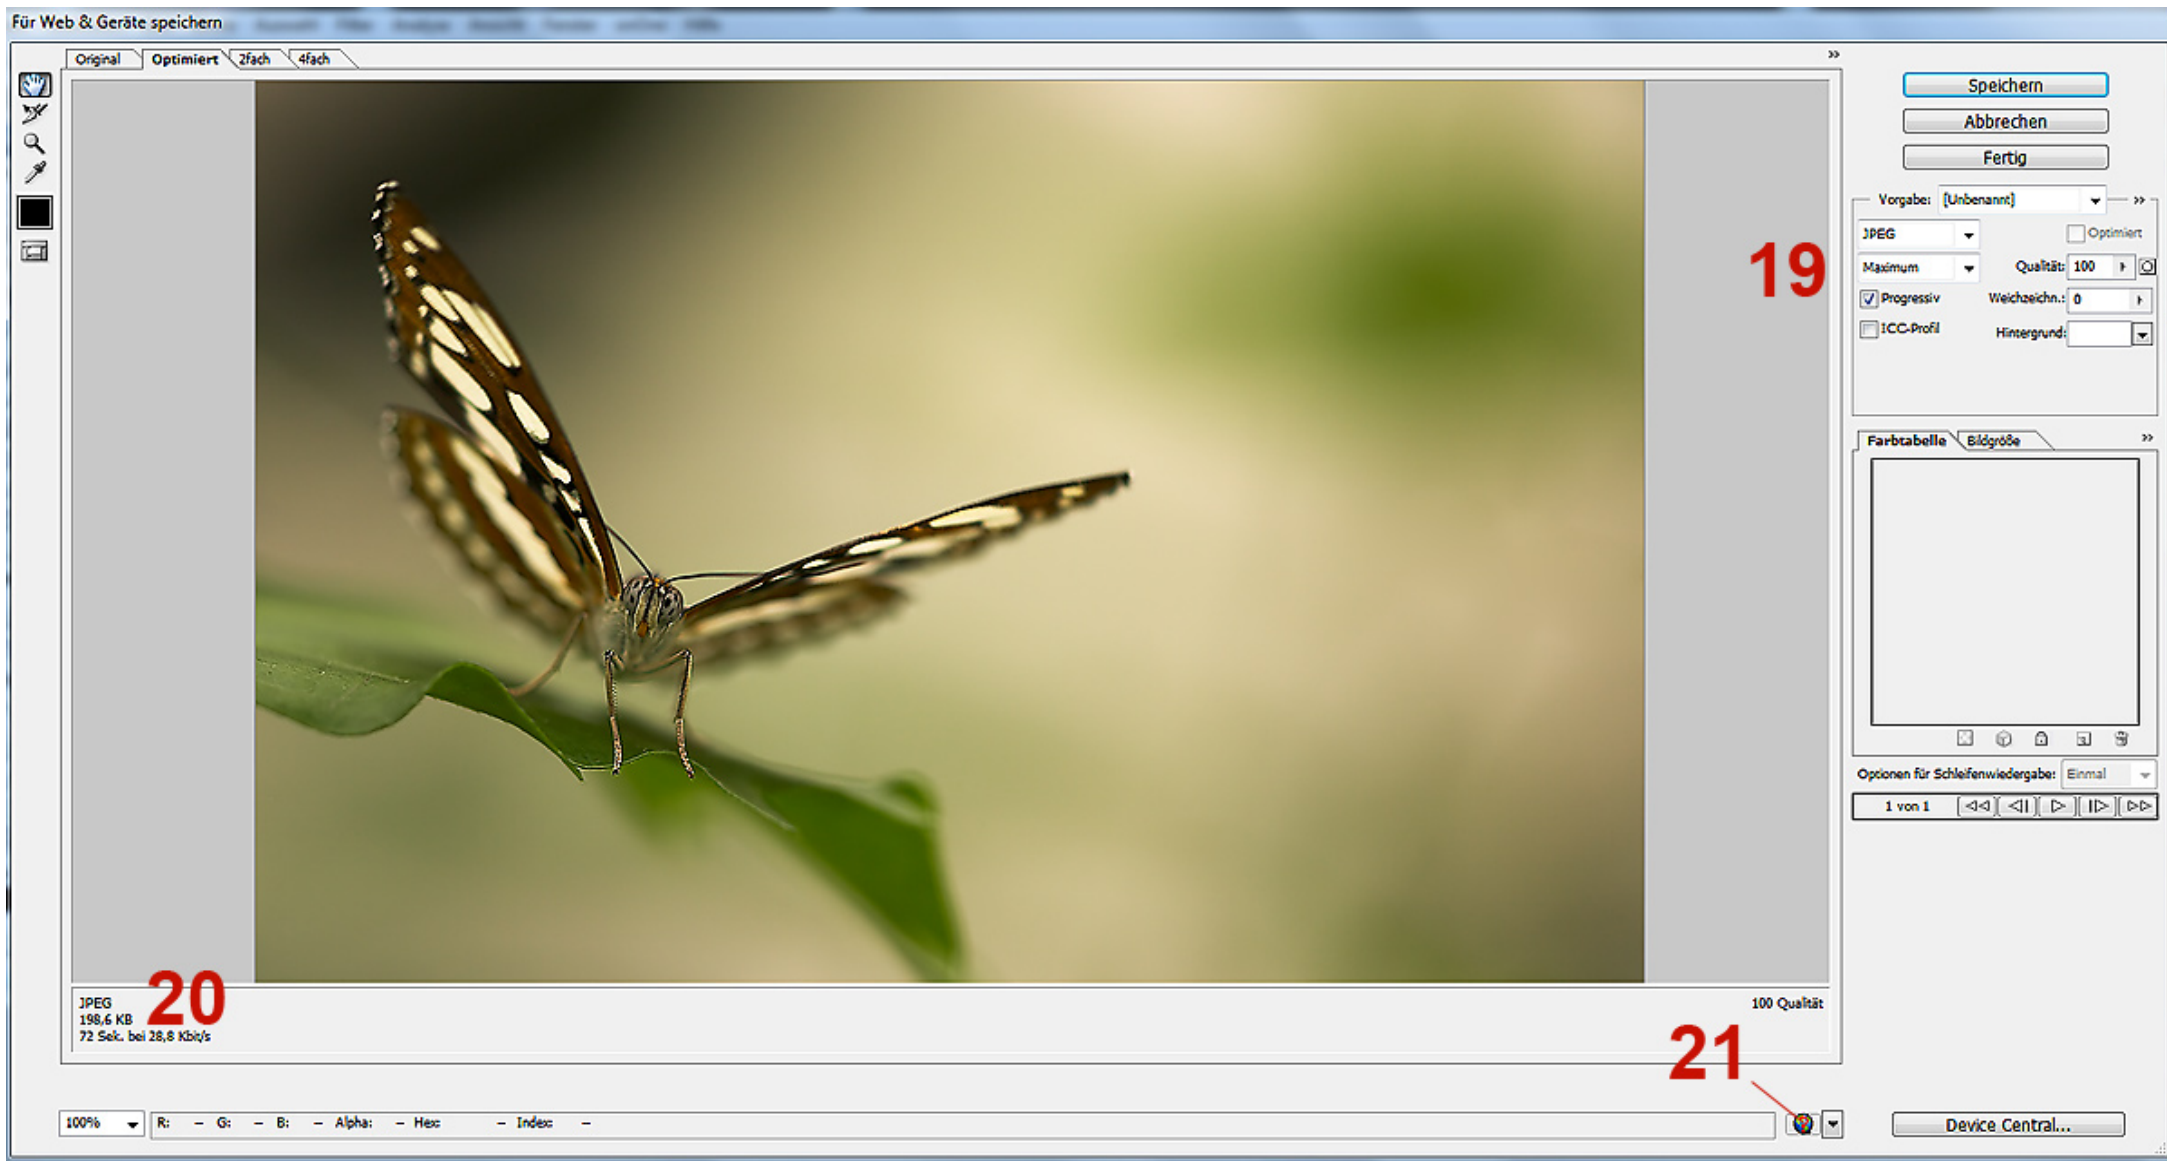 Für Web & Geräte speichern
Original Optimiert 2fach 4fach
Speichern
Abbrechen
Fertig
Vorgabe: [Unbenannt]
JPEG Optimiert
19
Maximum Qualität: 100
Progressiv Weichzeichn.: 0
ICC-Profil Hintergrund:
Farbtabelle Bildgröße
Optionen für Schleifenwiedergabe: Einmal
1 von 1
20
JPEG
198,6 KB
72 Sek. bei 28,8 Kbit/s
100 Qualität
21
100% R: – G: – B: – Alpha: – Hex: – Index: –
Device Central...